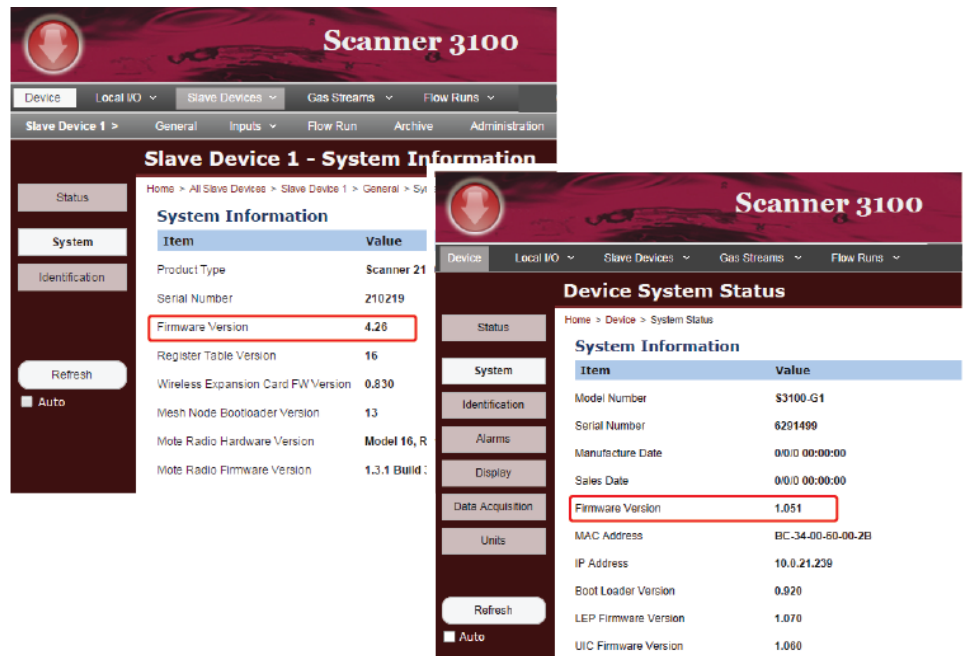 Scanner 3100
Device Local I/O Slave Devices Gas Streams Flow Runs
Slave Device 1 > General Inputs Flow Run Archive Administration
Slave Device 1 - System Information
Home > All Slave Devices > Slave Device 1 > General > Sy
Status
System
Identification
Refresh
Auto
System Information
Item Value
Product Type Scanner 21
Serial Number 210219
Firmware Version 4.26
Register Table Version 16
Wireless Expansion Card FW Version 0.830
Mesh Node Bootloader Version 13
Mote Radio Hardware Version Model 16, R
Mote Radio Firmware Version 1.3.1 Build
Scanner 3100
Device Local I/O Slave Devices Gas Streams Flow Runs
Device System Status
Home > Device > System Status
Status
System
Identification
Alarms
Display
Data Acquisition
Units
Refresh
Auto
System Information
Item Value
Model Number S3100-G1
Serial Number 6291499
Manufacture Date 0/0/0 00:00:00
Sales Date 0/0/0 00:00:00
Firmware Version 1.051
MAC Address BC-34-00-60-00-2B
IP Address 10.0.21.239
Boot Loader Version 0.920
LEP Firmware Version 1.070
UIC Firmware Version 1.060